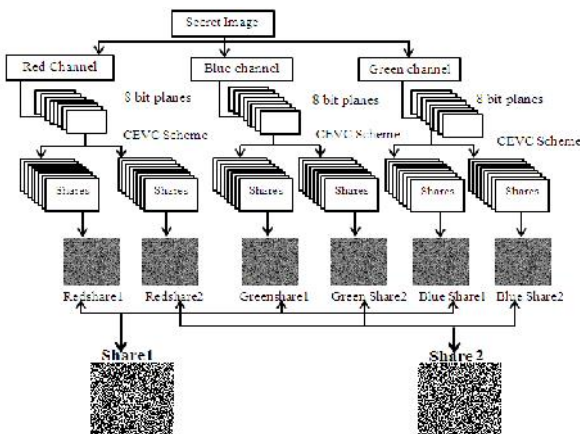 Secret Image
Red Channel
Blue channel
Green channel
8 bit planes
8 bit planes
8 bit planes
CEVC Scheme
CEVC Scheme
CEVC Scheme
Shares
Shares
Shares
Shares
Shares
Shares
Redshare1
Redshare2
Greenshare1
Green Share2
Blue Share1
Blue Share2
Share1
Share 2